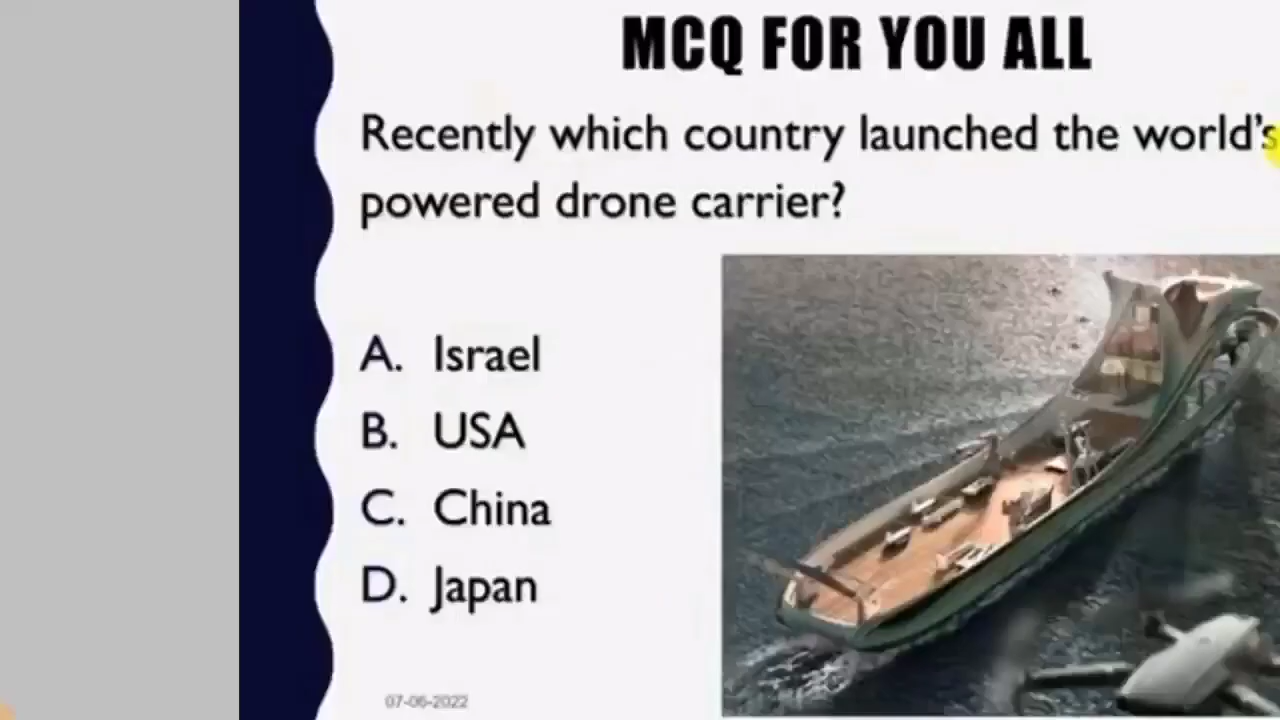 MCQ FOR YOU ALL
Recently which country launched the world's
powered drone carrier?
A. Israel
B. USA
C. China
D. Japan
07-06-2022